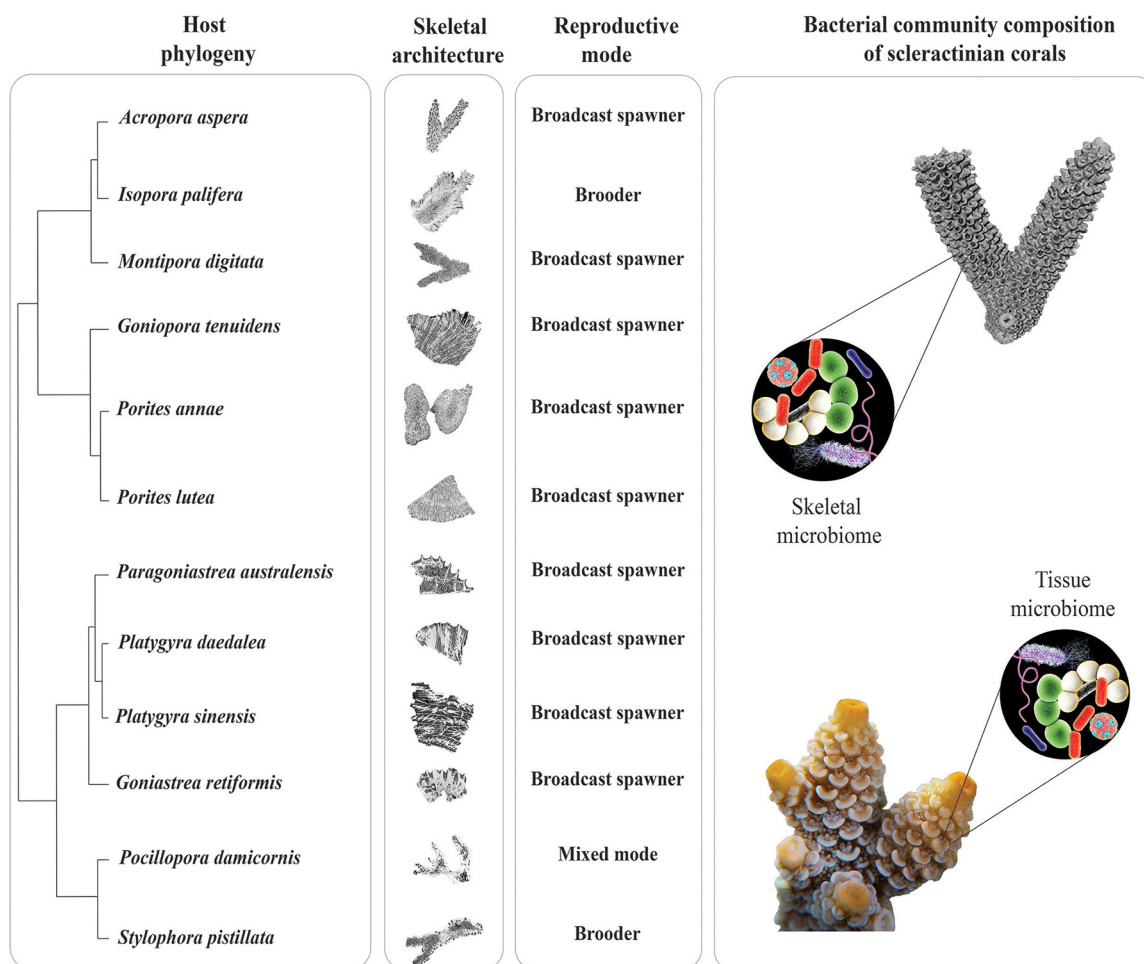 Host
phylogeny
Skeletal
architecture
Reproductive
mode
Bacterial community composition
of scleractinian corals
Acropora aspera
Broadcast spawner
Isopora palifera
Brooder
Montipora digitata
Broadcast spawner
Goniopora tenuidens
Broadcast spawner
Porites annae
Broadcast spawner
Porites lutea
Broadcast spawner
Skeletal
microbiome
Paragoniastrea australensis
Broadcast spawner
Tissue
microbiome
Platygyra daedalea
Broadcast spawner
Platygyra sinensis
Broadcast spawner
Goniastrea retiformis
Broadcast spawner
Pocillopora damicornis
Mixed mode
Stylophora pistillata
Brooder